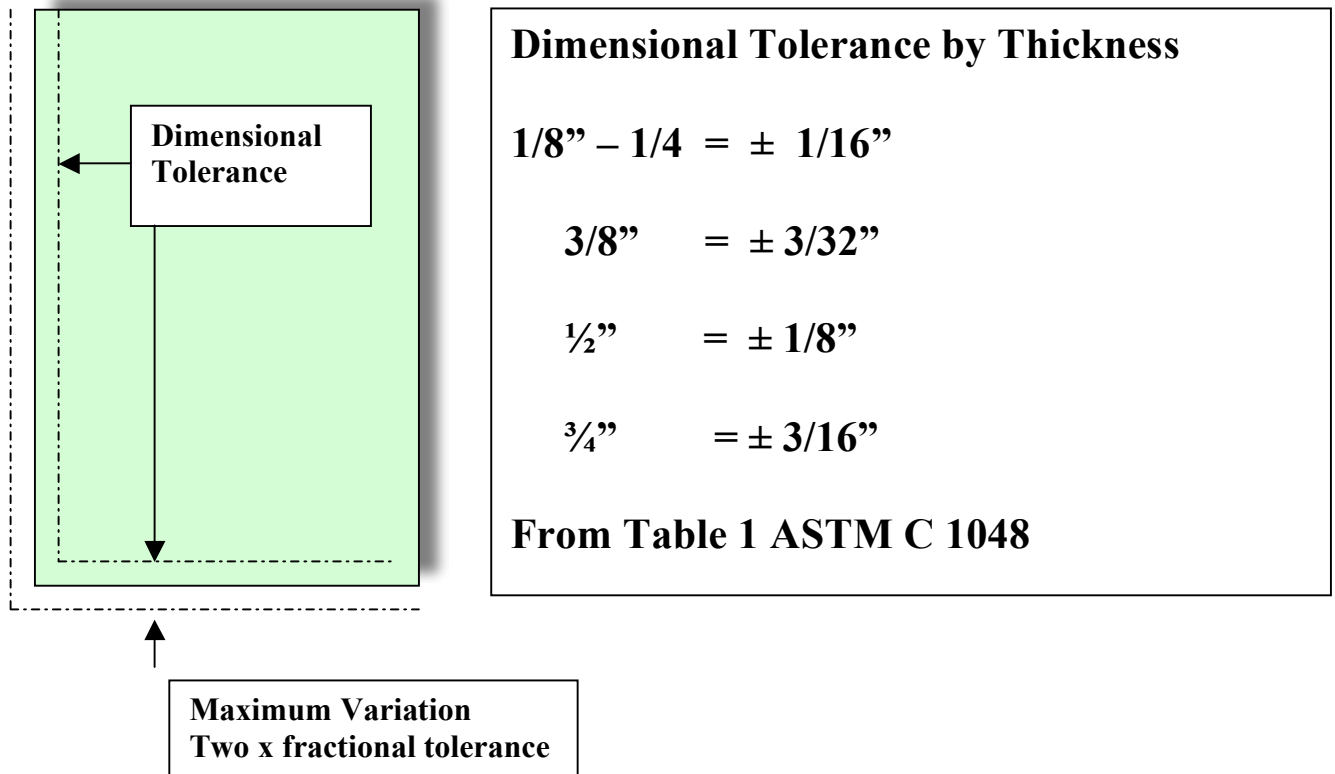 Dimensional
Tolerance
Dimensional Tolerance by Thickness
1/8” – 1/4 = ± 1/16”
3/8” = ± 3/32”
½” = ± 1/8”
¾” = ± 3/16”
From Table 1 ASTM C 1048
Maximum Variation
Two x fractional tolerance